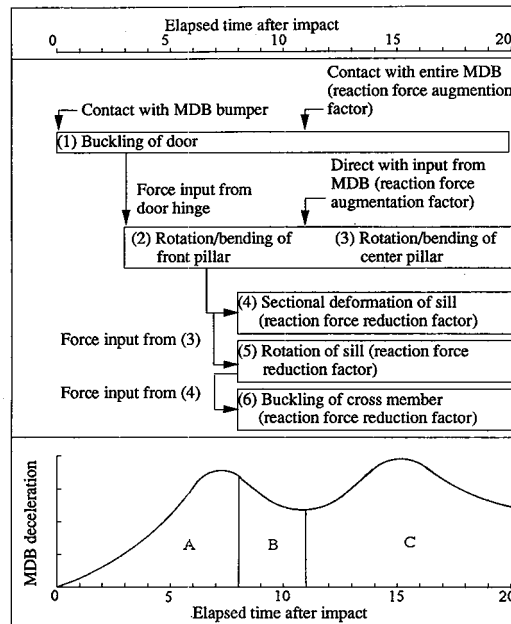 Elapsed time after impact
0 5 10 15 20
Contact with entire MDB
(reaction force augmention
factor)
Contact with MDB bumper
(1) Buckling of door
Direct with input from
MDB (reaction force
augmentation factor)
Force input from
door hinge
(2) Rotation/bending of
front pillar
(3) Rotation/bending of
center pillar
(4) Sectional deformation of sill
(reaction force reduction factor)
Force input from (3)
(5) Rotation of sill (reaction force
reduction factor)
Force input from (4)
(6) Buckling of cross member
(reaction force reduction factor)
MDB deceleration
A B C
0 5 10 15 20
Elapsed time after impact